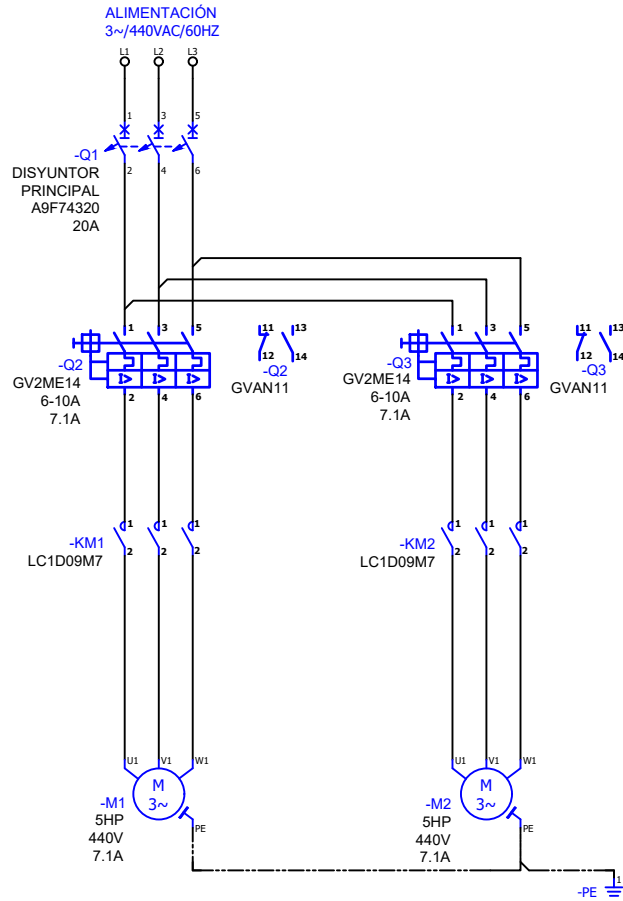 ALIMENTACIÓN
3~/440VAC/60HZ
L1 L2 L3
1 3 5
-Q1
2 4 6
DISYUNTOR
PRINCIPAL
A9F74320
20A
1 3 5 11 13
-Q2
I> I> I>
12 14
-Q2
GV2ME14
6-10A
7.1A
2 4 6
GVAN11
1 3 5 11 13
-Q3
I> I> I>
12 14
-Q3
GV2ME14
6-10A
7.1A
2 4 6
GVAN11
1 1 1
-KM1
2 2 2
LC1D09M7
1 1 1
-KM2
2 2 2
LC1D09M7
U1 V1 W1
M
3~
-M1
5HP
440V
7.1A
PE
U1 V1 W1
M
3~
-M2
5HP
440V
7.1A
PE
1
-PE